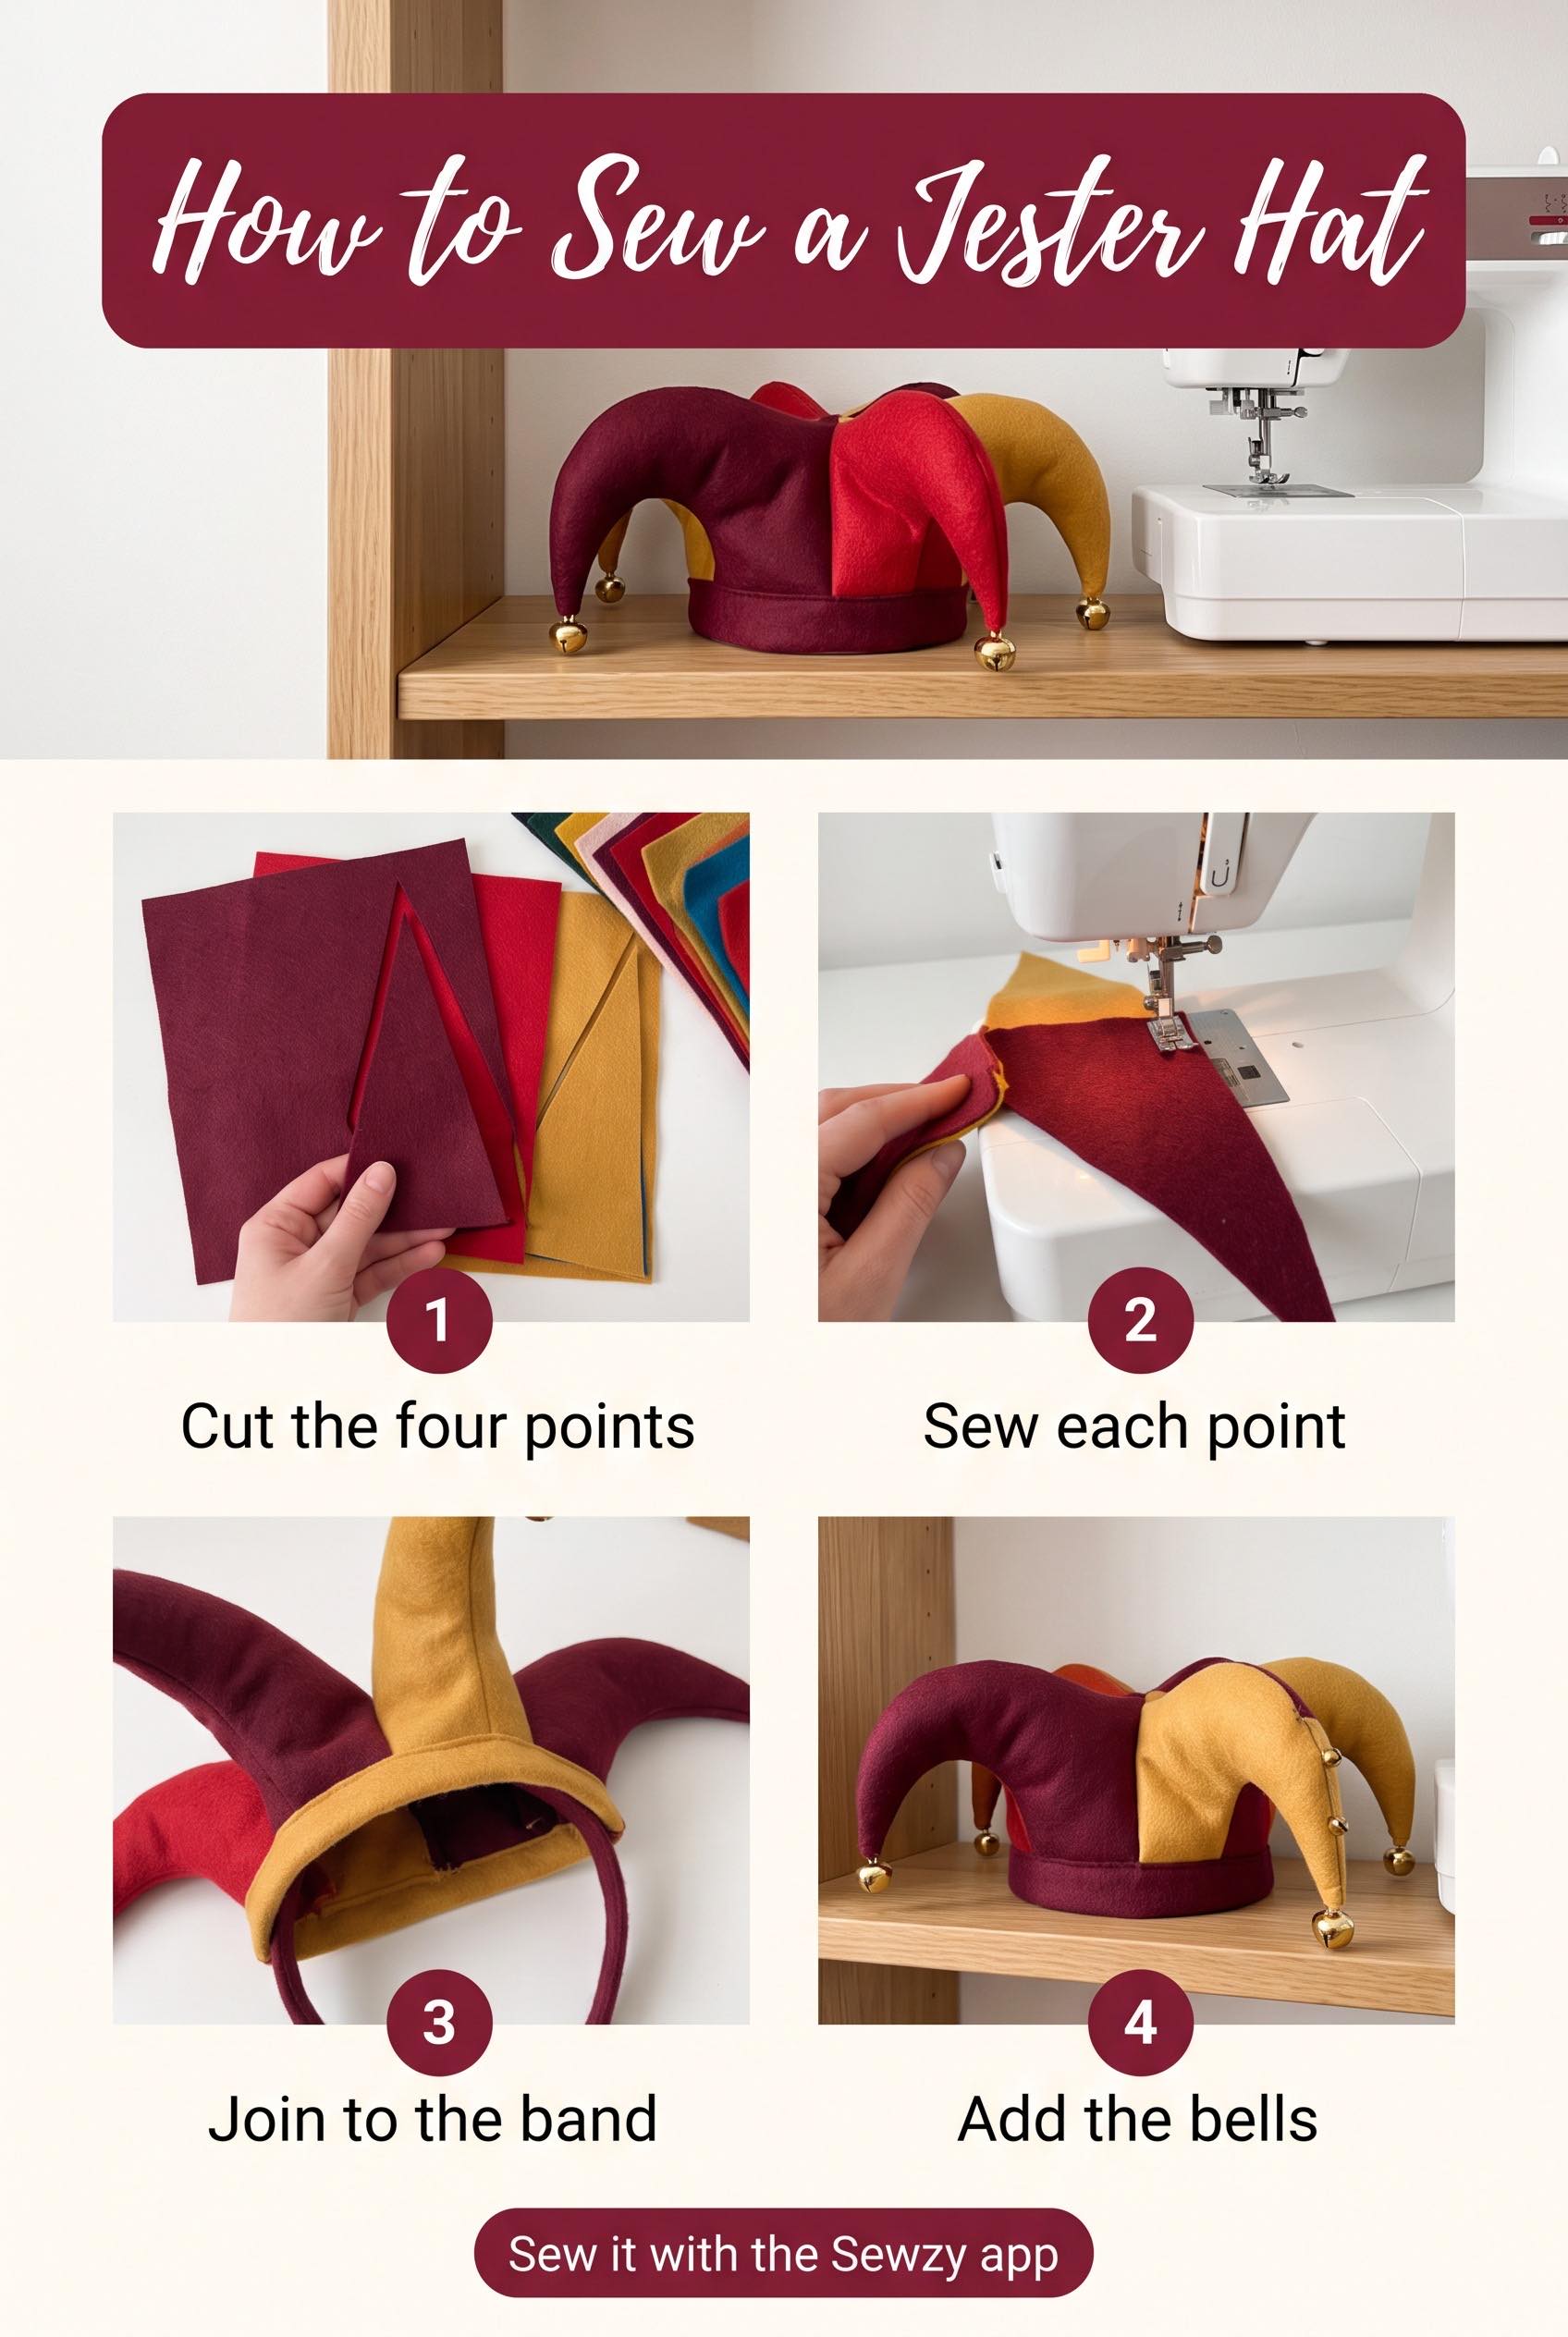 How to Sew a Jester Hat
1
Cut the four points
2
Sew each point
3
Join to the band
4
Add the bells
Sew it with the Sewzy app